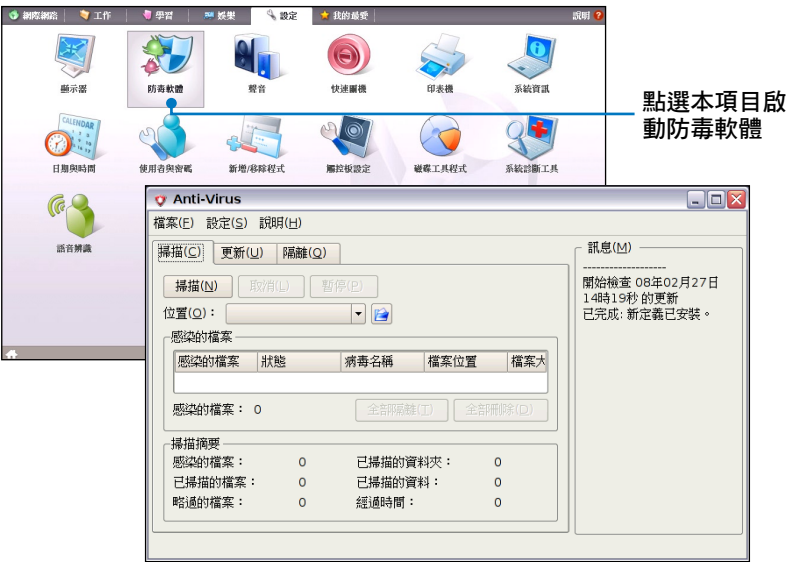 網際網路 工作 學習 娛樂 設定 我的最愛 說明
顯示器 防毒軟體 聲音 快速關機 印表機 系統資訊
點選本項目啟
動防毒軟體
CALENDAR
日期與時間 使用者與密碼 新增/移除程式 觸控板設定 磁碟工具程式 系統診斷工具
語音辨識
Anti-Virus
檔案(F) 設定(S) 說明(H)
掃描(C) 更新(U) 隔離(Q)
掃描(N) 取消(L) 暫停(P)
位置(O)：
感染的檔案
感染的檔案 狀態 病毒名稱 檔案位置 檔案大
感染的檔案： 0 全部隔離(T) 全部刪除(D)
掃描摘要
感染的檔案： 0 已掃描的資料夾： 0
已掃描的檔案： 0 已掃描的資料： 0
略過的檔案： 0 經過時間： 0
訊息(M)
-------------------
開始檢查 08年02月27日
14時19秒 的更新
已完成: 新定義已安裝。